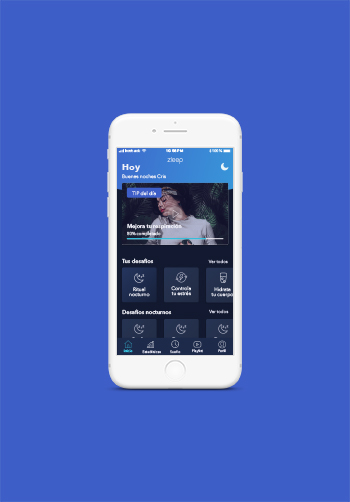 zleep
Hoy
Buenas noches Cris
TIP del día
Mejora tu respiración
80% completado
Tus desafíos
Ver todos
Ritual
nocturno
Controla
tu estrés
Hidrata
tu cuerpo
Desafíos nocturnos
Ver todos
Inicio
Estadísticas
Sueño
Playlist
Perfil